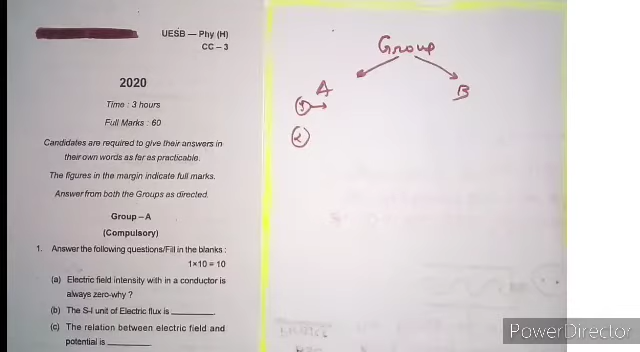 UESB — Phy (H)
CC – 3
2020
Time : 3 hours
Full Marks : 60
Candidates are required to give their answers in
their own words as far as practicable.
The figures in the margin indicate full marks.
Answer from both the Groups as directed.
Group – A
(Compulsory)
1. Answer the following questions/Fill in the blanks :
1×10 = 10
(a) Electric field intensity with in a conductor is
always zero-why ?
(b) The S-I unit of Electric flux is ________
(c) The relation between electric field and
potential is ________
Group
A B
1 →
2
PowerDirector